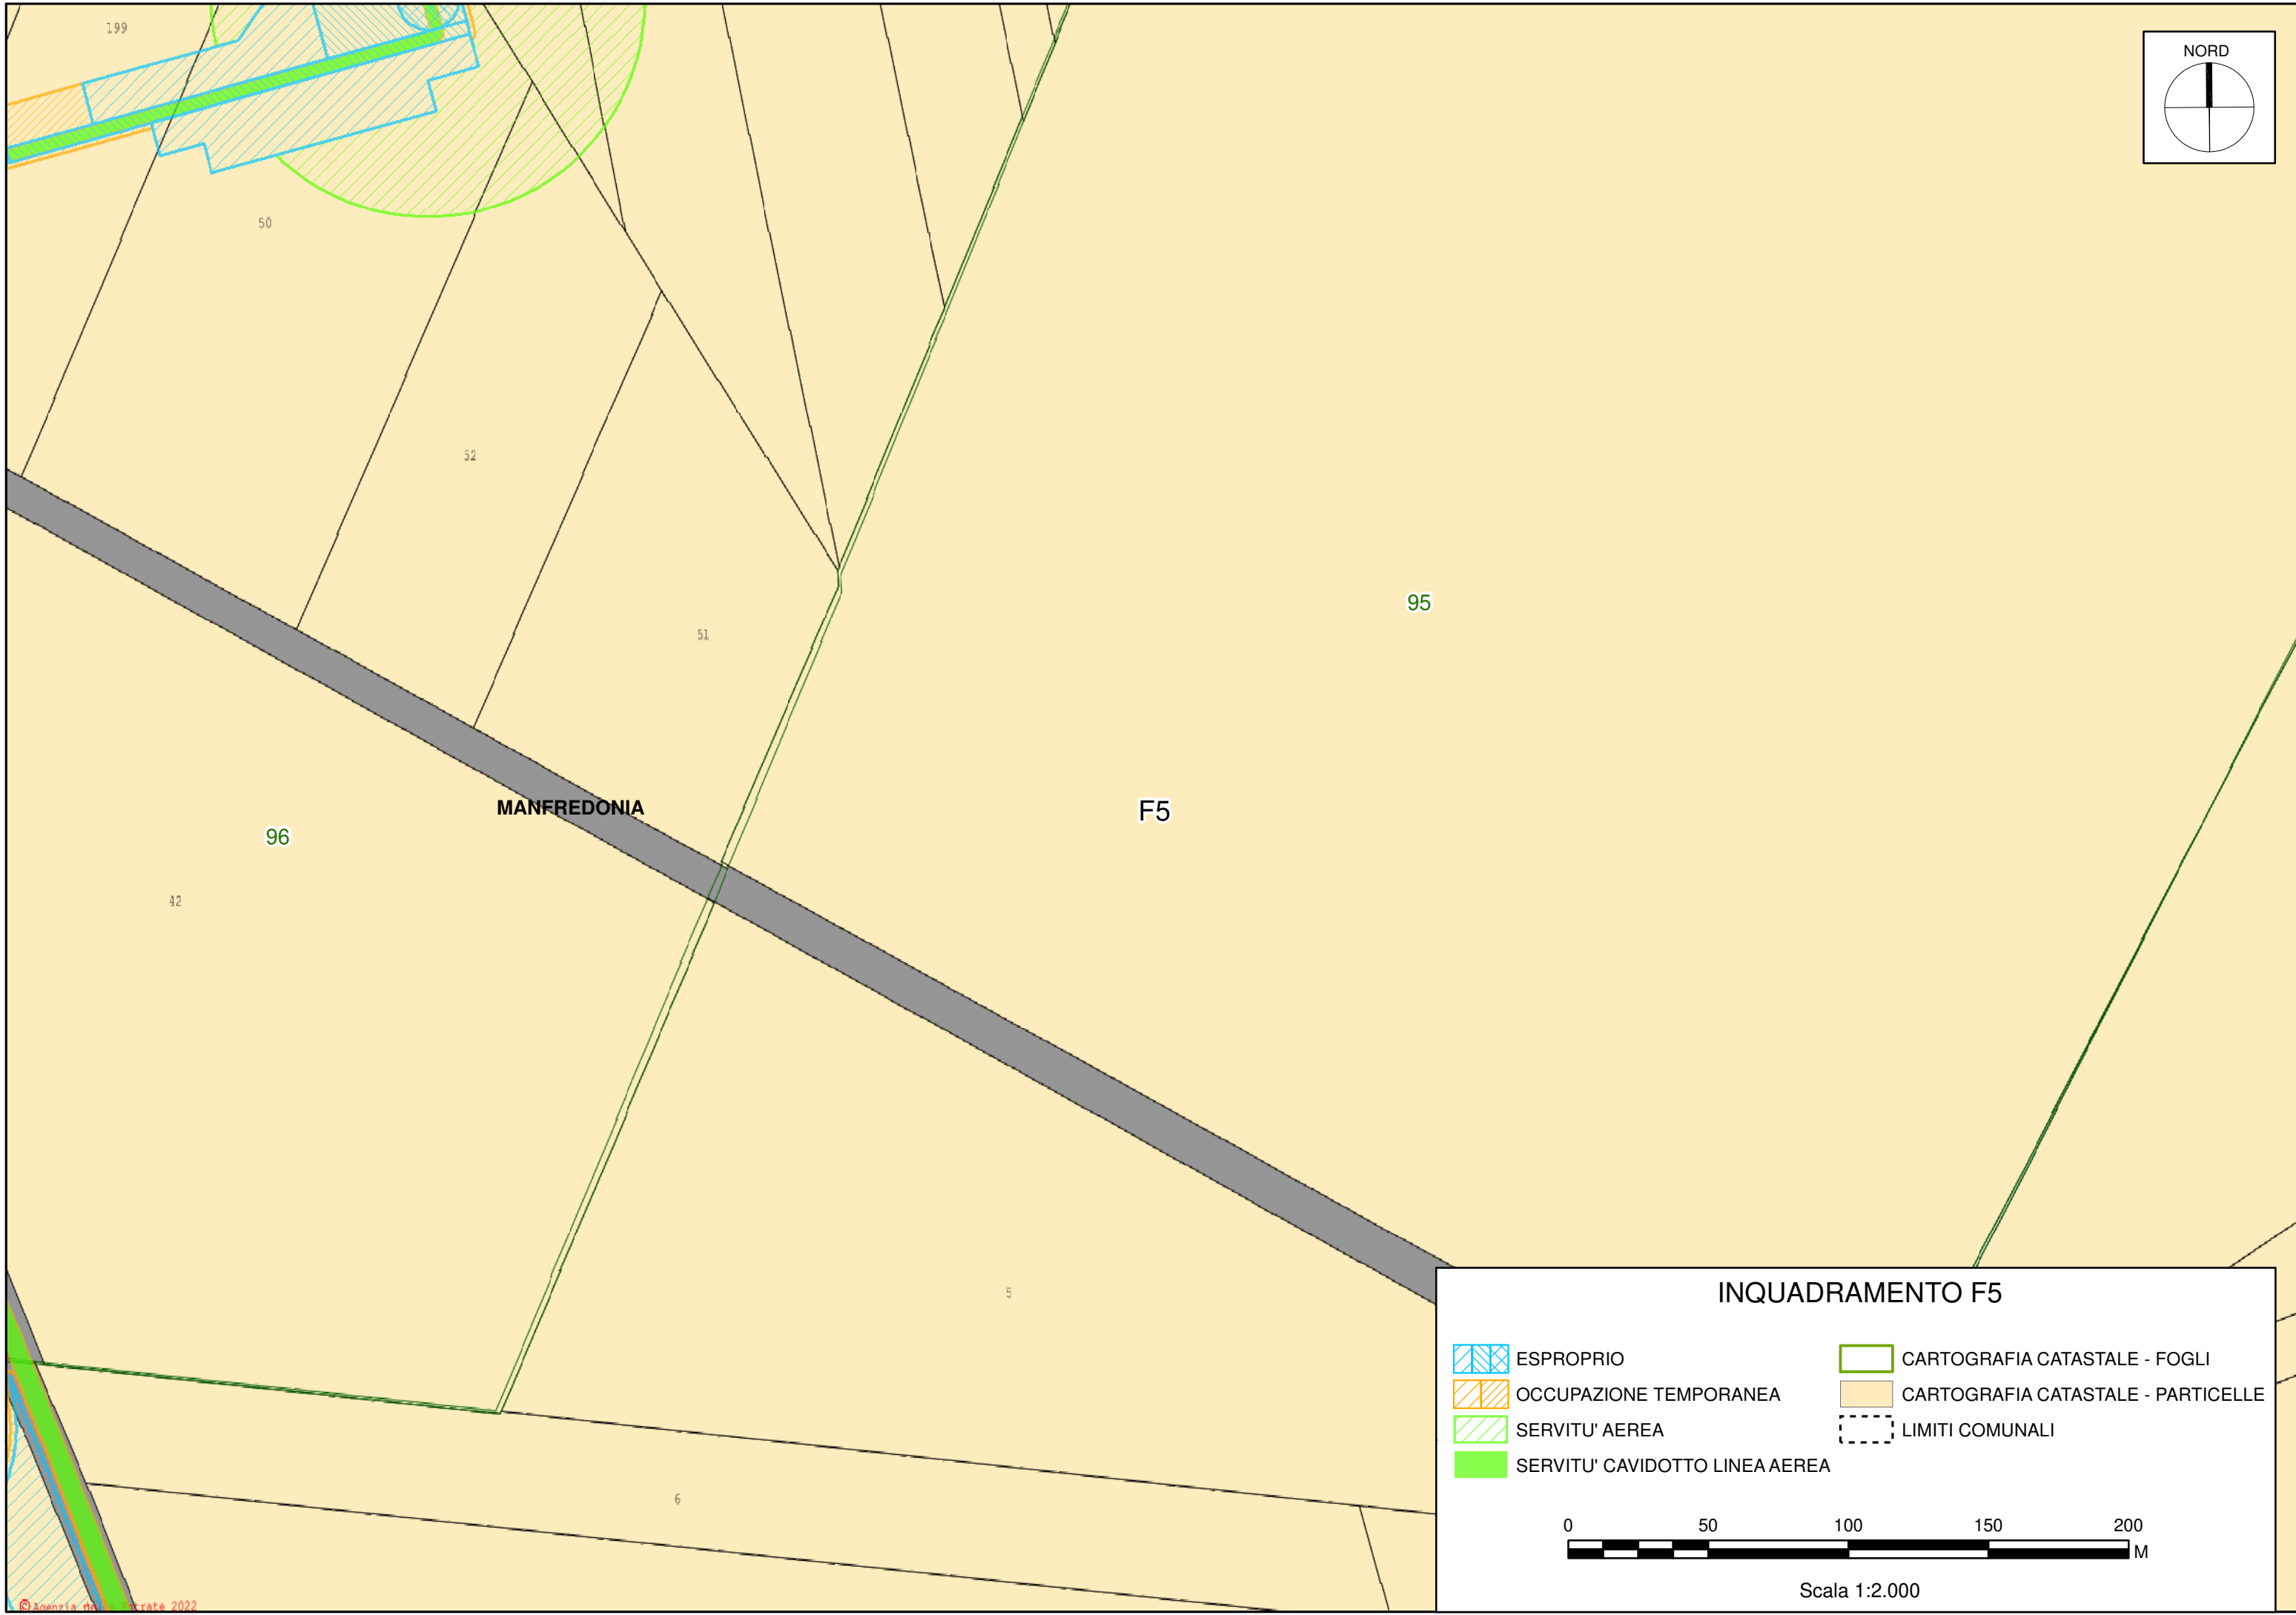 199
NORD
50
52
95
51
MANFREDONIA
F5
96
42
5
INQUADRAMENTO F5
ESPROPRIO
CARTOGRAFIA CATASTALE - FOGLI
OCCUPAZIONE TEMPORANEA
CARTOGRAFIA CATASTALE - PARTICELLE
SERVITU' AEREA
LIMITI COMUNALI
SERVITU' CAVIDOTTO LINEA AEREA
6
0 50 100 150 200
M
Scala 1:2.000
© Agenzia 2022